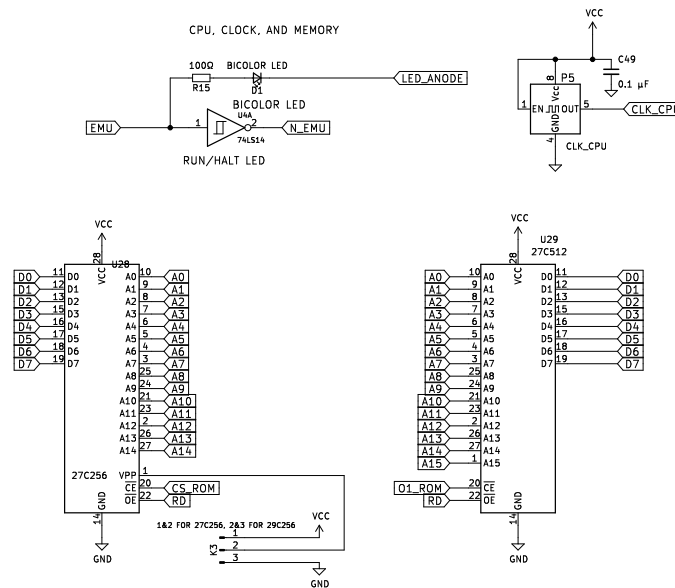 CPU, CLOCK, AND MEMORY
100Ω BICOLOR LED
R15 D1 LED_ANODE
BICOLOR LED
U4A
EMU 1 2 N_EMU
74LS14
RUN/HALT LED
VCC
C49
0.1 µF
P5
8 Vcc
1 EN OUT 5 CLK_CPU
GND
4
CLK_CPU
VCC
28
U28
VCC
D0 11 D0 A0 10 A0
D1 12 D1 A1 9 A1
D2 13 D2 A2 8 A2
D3 15 D3 A3 7 A3
D4 16 D4 A4 6 A4
D5 17 D5 A5 5 A5
D6 18 D6 A6 4 A6
D7 19 D7 A7 3 A7
A8 25 A8
A9 24 A9
A10 21 A10
A11 23 A11
A12 2 A12
A13 26 A13
A14 27 A14
27C256 VPP 1
CE 20 CS_ROM
OE 22 RD
GND
14
GND
1&2 FOR 27C256, 2&3 FOR 29C256
VCC
K3
1
2
3
GND
VCC
28
U29
27C512
VCC
A0 10 A0 D0 11 D0
A1 9 A1 D1 12 D1
A2 8 A2 D2 13 D2
A3 7 A3 D3 15 D3
A4 6 A4 D4 16 D4
A5 5 A5 D5 17 D5
A6 4 A6 D6 18 D6
A7 3 A7 D7 19 D7
A8 25 A8
A9 24 A9
A10 21 A10
A11 23 A11
A12 2 A12
A13 26 A13
A14 27 A14
A15 1 A15
O1_ROM 20 CE
RD 22 OE
GND
14
GND